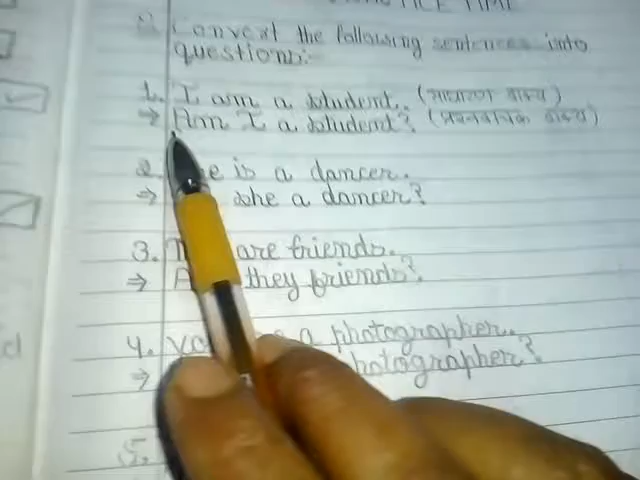 TIME
Convert the following sentences into
questions:-
1. I am a student. (साधारण वाक्य)
⇒ Am I a student? (प्रश्नवाचक वाक्य)
2. is a dancer.
⇒ she a dancer?
3. are friends.
⇒ they friends?
4. a photographer.
⇒ photographer?
5.